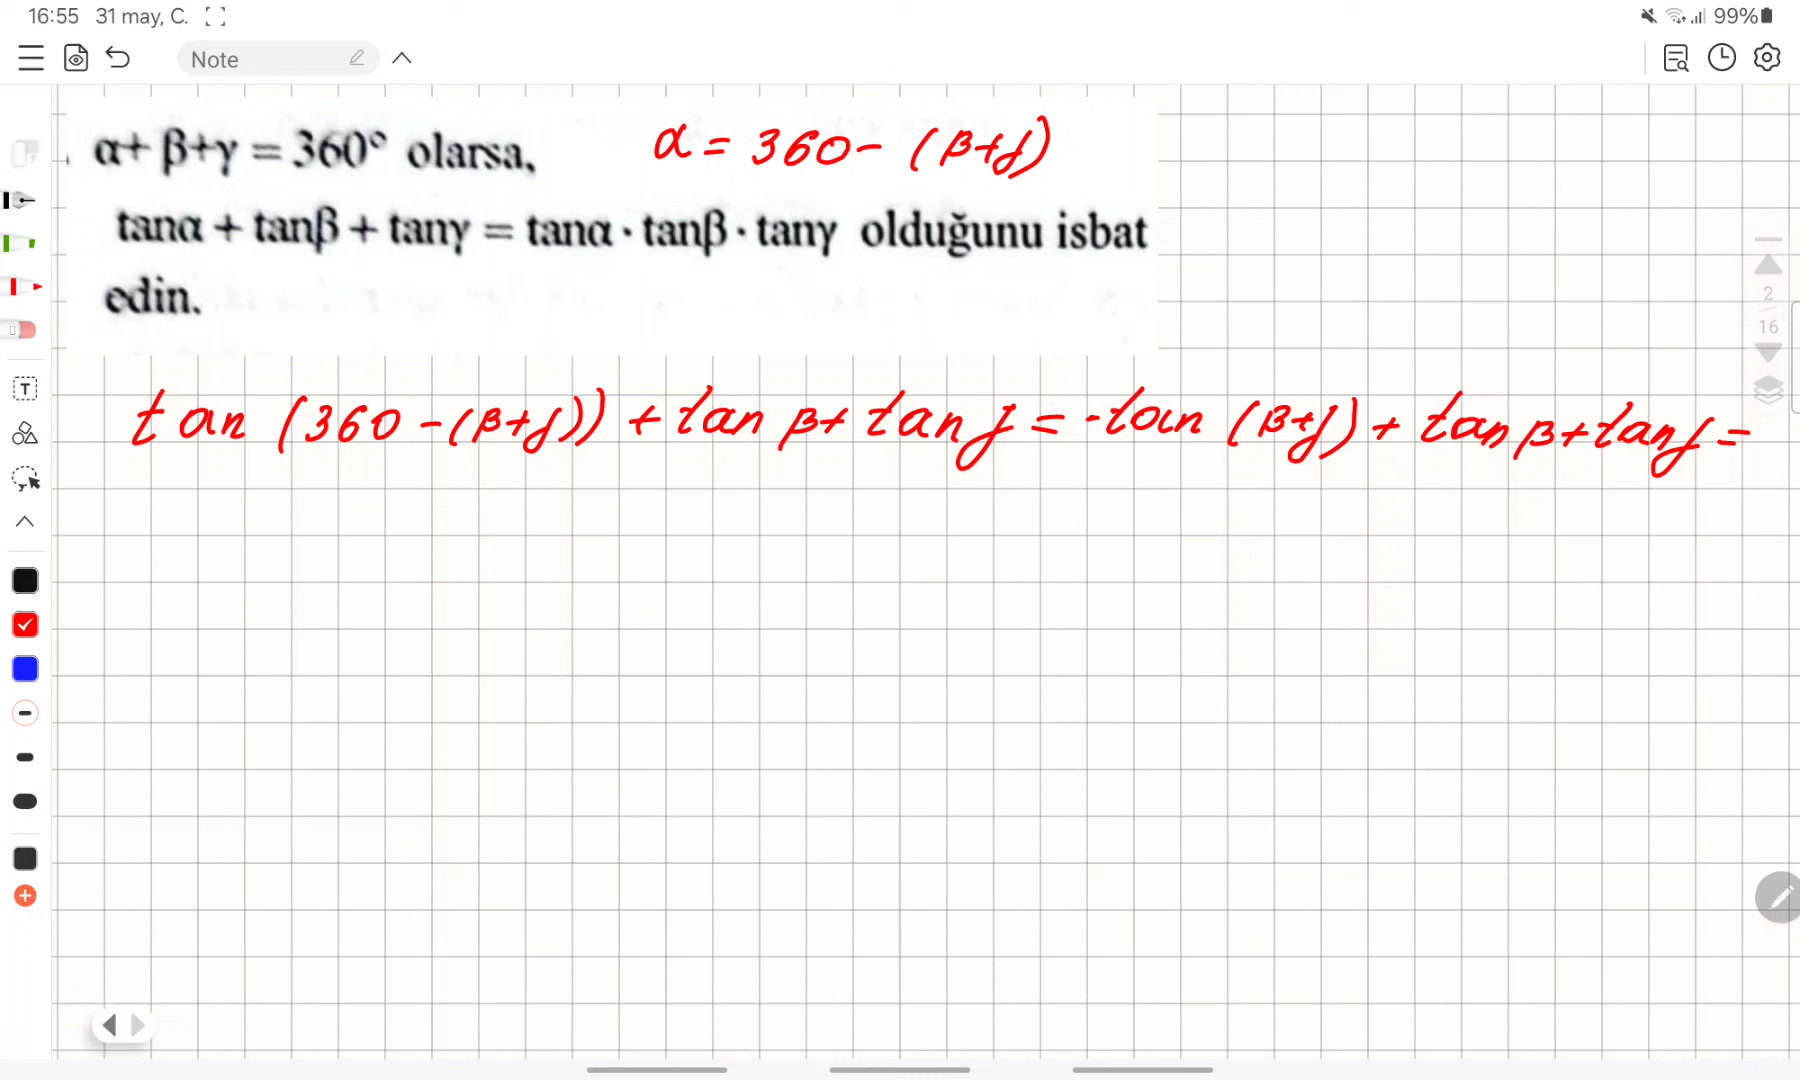 16:55 31 may, C. 99%
Note
α+ β+γ = 360° olarsa, α = 360 - (β+γ)
tanα + tanβ + tanγ = tanα · tanβ · tanγ olduğunu isbat
edin.
2
16
T
tan (360 - (β+γ)) + tan β + tan γ = - tan (β+γ) + tan β + tan γ =